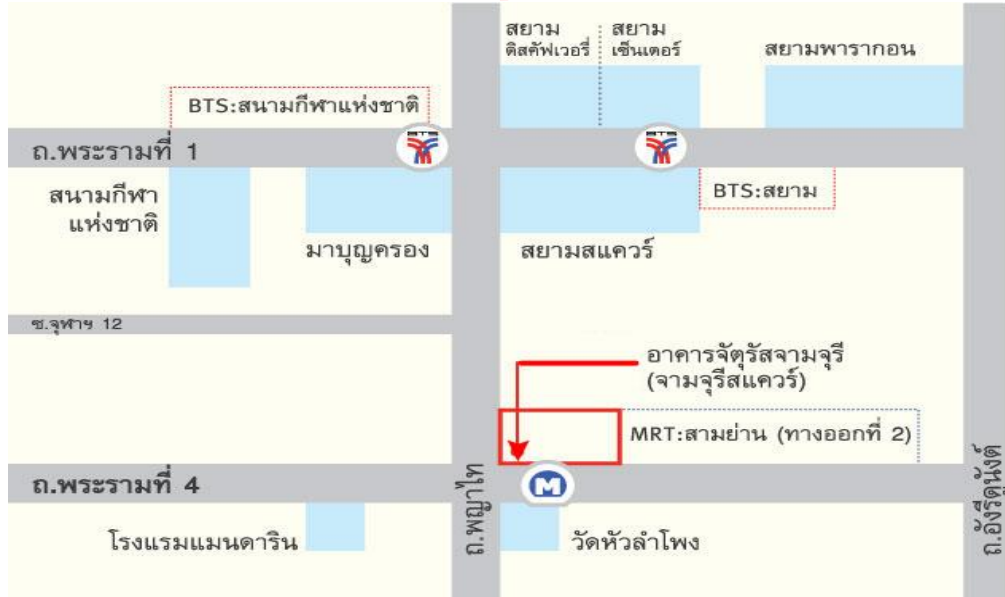 สยาม
ดิสคัฟเวอรี่
สยาม
เซ็นเตอร์
สยามพารากอน
BTS:สนามกีฬาแห่งชาติ
ถ.พระรามที่ 1
สนามกีฬา
แห่งชาติ
มาบุญครอง
สยามสแควร์
BTS:สยาม
ซ.จุฬาฯ 12
อาคารจัตุรัสจามจุรี
(จามจุรีสแควร์)
MRT:สามย่าน (ทางออกที่ 2)
ถ.พระรามที่ 4
ถ.พญาไท
ถ.อังรีดูนังต์
โรงแรมแมนดาริน
วัดหัวลำโพง